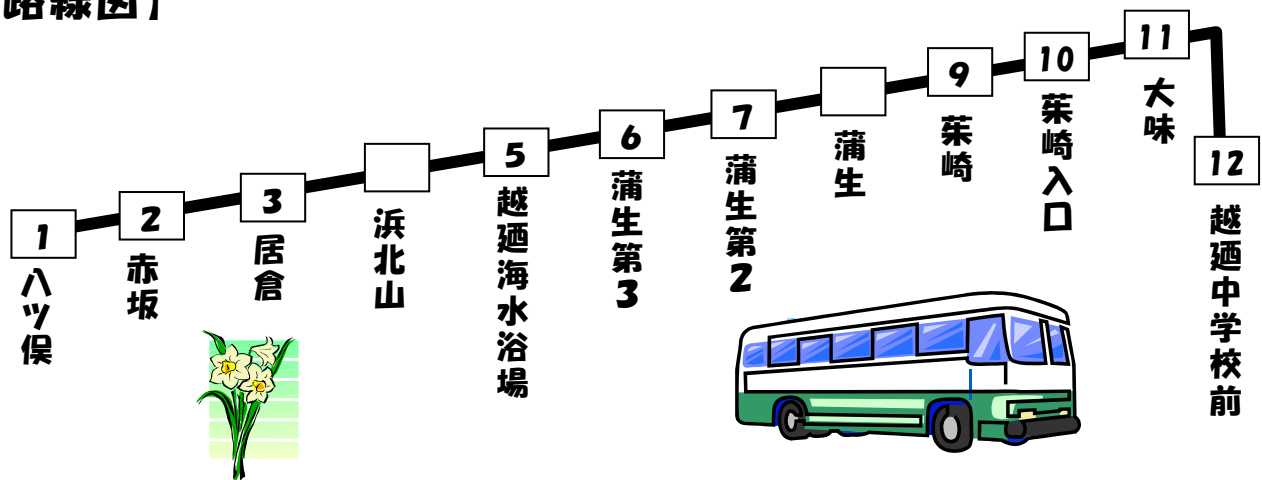 路線図】
1
八ツ俣
2
赤坂
3
居倉
浜北山
5
越廼海水浴場
6
蒲生第3
7
蒲生第2
蒲生
9
茱崎
10
茱崎入口
11
大味
12
越廼中学校前